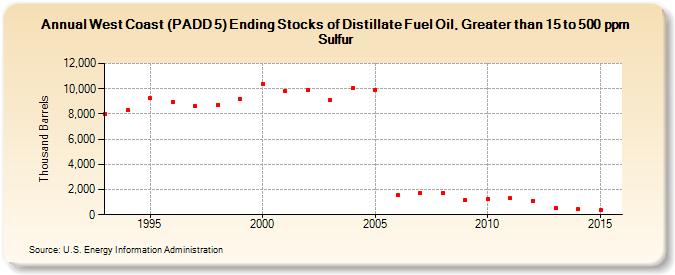 Annual West Coast (PADD 5) Ending Stocks of Distillate Fuel Oil, Greater than 15 to 500 ppm
Sulfur
Thousand Barrels
12,000
10,000
8,000
6,000
4,000
2,000
0
1995 2000 2005 2010 2015
Source: U.S. Energy Information Administration